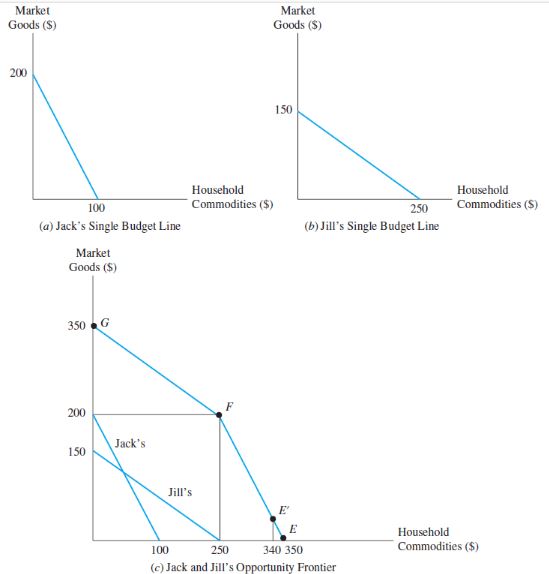 Market
Goods ($)
200
100
Household
Commodities ($)
(a) Jack's Single Budget Line
Market
Goods ($)
150
250
Household
Commodities ($)
(b) Jill's Single Budget Line
Market
Goods ($)
350
G
200
F
150
Jack's
Jill's
E'
E
100
250
340 350
Household
Commodities ($)
(c) Jack and Jill's Opportunity Frontier